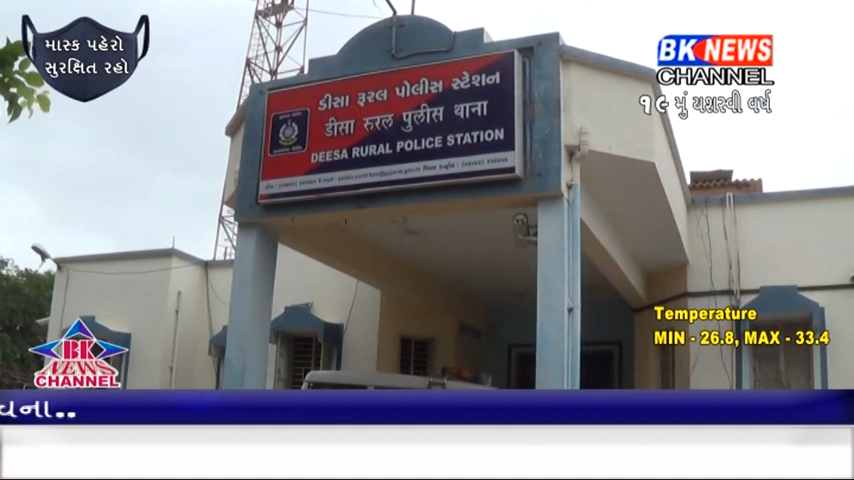 માસ્ક પહેરો
સુરક્ષિત રહો
BK NEWS
CHANNEL
૧૯ મું યશસ્વી વર્ષ
ડીસા રૂરલ પોલીસ સ્ટેશન
डीसा रुरल पुलीस थाना
DEESA RURAL POLICE STATION
Temperature
MIN - 26.8, MAX - 33.4
BK
NEWS
CHANNEL
વના..